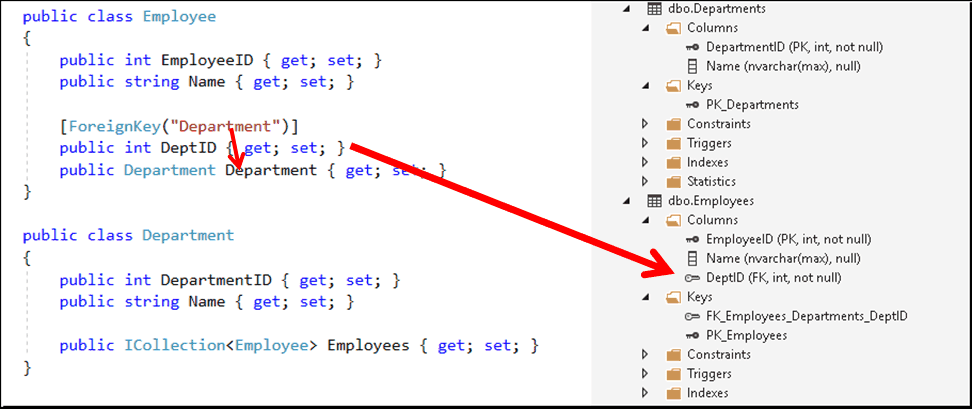 public class Employee
{
public int EmployeeID { get; set; }
public string Name { get; set; }
[ForeignKey("Department")]
public int DeptID { get; set; }
public Department Department { get; set; }
}
public class Department
{
public int DepartmentID { get; set; }
public string Name { get; set; }
public ICollection<Employee> Employees { get; set; }
}
dbo.Departments
Columns
DepartmentID (PK, int, not null)
Name (nvarchar(max), null)
Keys
PK_Departments
Constraints
Triggers
Indexes
Statistics
dbo.Employees
Columns
EmployeeID (PK, int, not null)
Name (nvarchar(max), null)
DeptID (FK, int, not null)
Keys
FK_Employees_Departments_DeptID
PK_Employees
Constraints
Triggers
Indexes